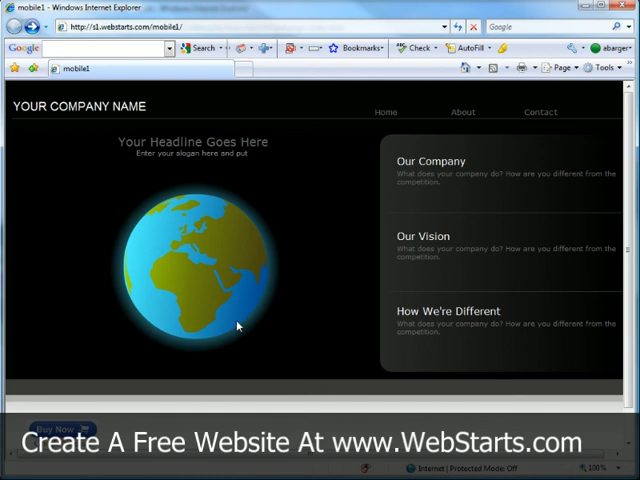 mobile1 - Windows Internet Explorer
http://s1.webstarts.com/mobile1/
Google
Google
Search
Bookmarks
Check
AutoFill
abarger
mobile1
Page
Tools
YOUR COMPANY NAME
Home
About
Contact
Your Headline Goes Here
Enter your slogan here and put
Our Company
What does your company do? How are you different from the
competition.
Our Vision
What does your company do? How are you different from the
competition.
How We're Different
What does your company do? How are you different from the
competition.
Buy Now
Create A Free Website At www.WebStarts.com
Internet | Protected Mode: Off
100%